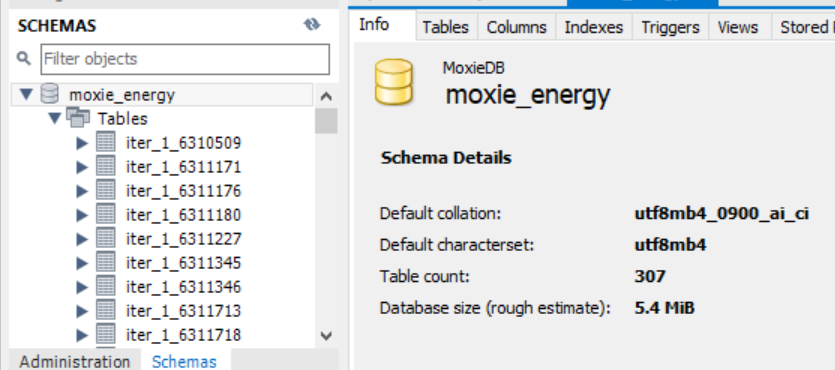 SCHEMAS
Filter objects
moxie_energy
Tables
iter_1_6310509
iter_1_6311171
iter_1_6311176
iter_1_6311180
iter_1_6311227
iter_1_6311345
iter_1_6311346
iter_1_6311713
iter_1_6311718
Administration Schemas
Info Tables Columns Indexes Triggers Views Stored
MoxieDB
moxie_energy
Schema Details
Default collation: utf8mb4_0900_ai_ci
Default characterset: utf8mb4
Table count: 307
Database size (rough estimate): 5.4 MiB